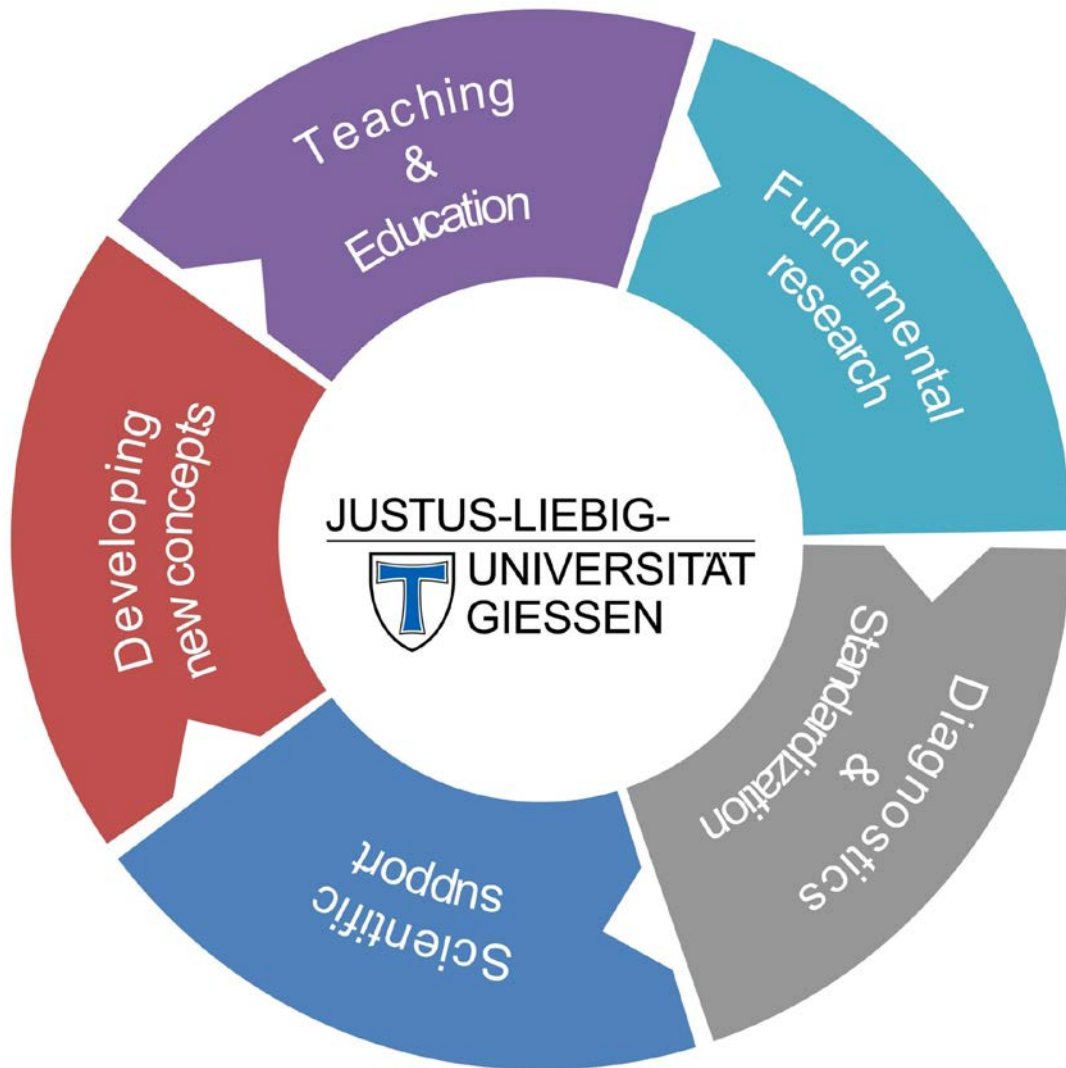 Teaching
&
Education
Fundamental
research
Diagnostics
&
Standardization
Scientific
support
Developing
new concepts
JUSTUS-LIEBIG-
UNIVERSITÄT
GIESSEN